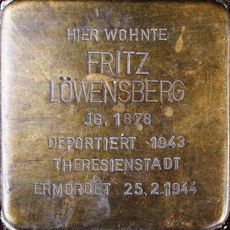 HIER WOHNTE
FRITZ
LÖWENSBERG
JG. 1878
DEPORTIERT 1943
THERESIENSTADT
ERMORDET 25.2.1944